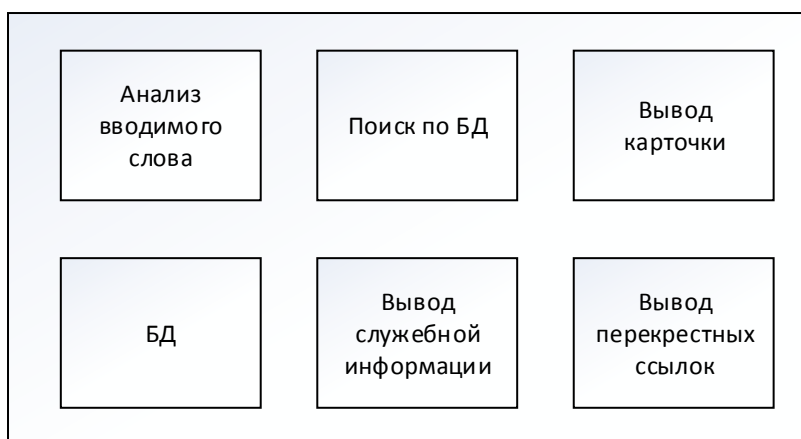 Анализ
вводимого
слова
Поиск по БД
Вывод
карточки
БД
Вывод
служебной
информации
Вывод
перекрестных
ссылок